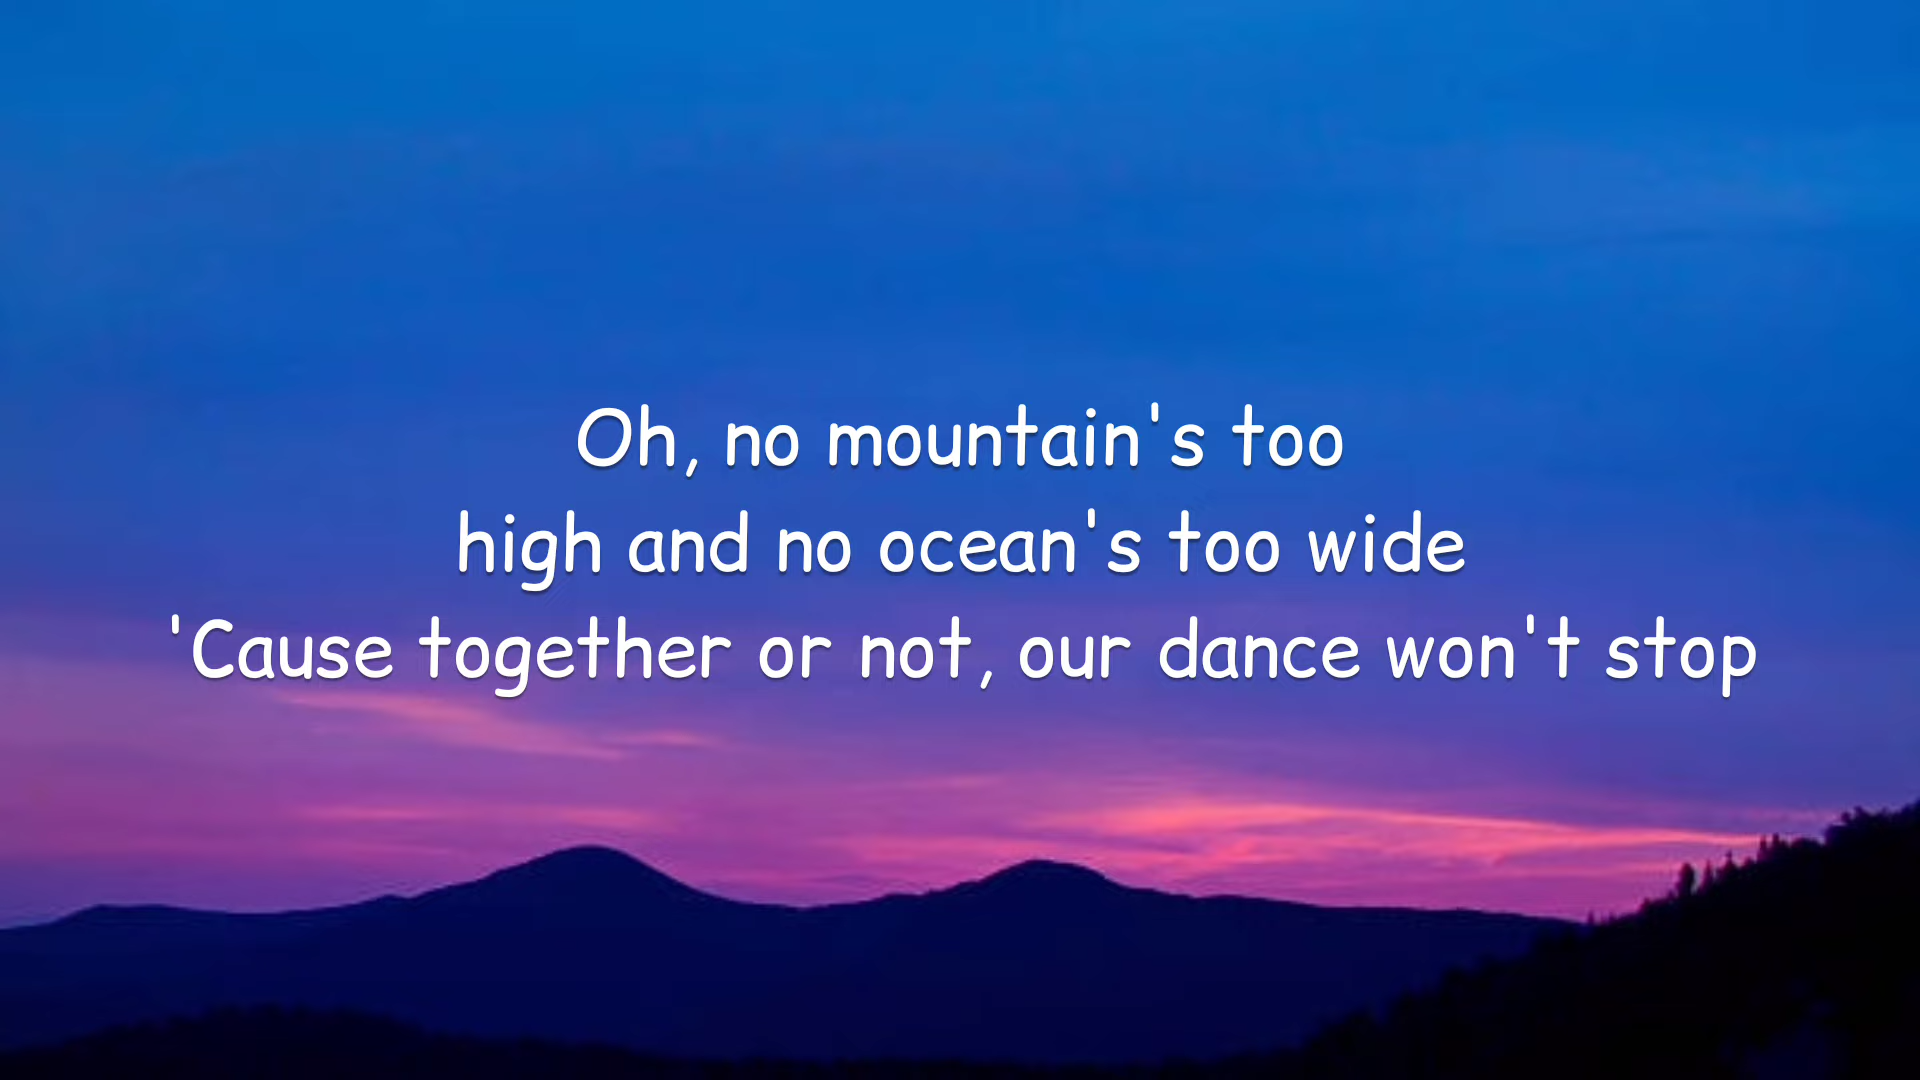 Oh, no mountain's too
high and no ocean's too wide
'Cause together or not, our dance won't stop